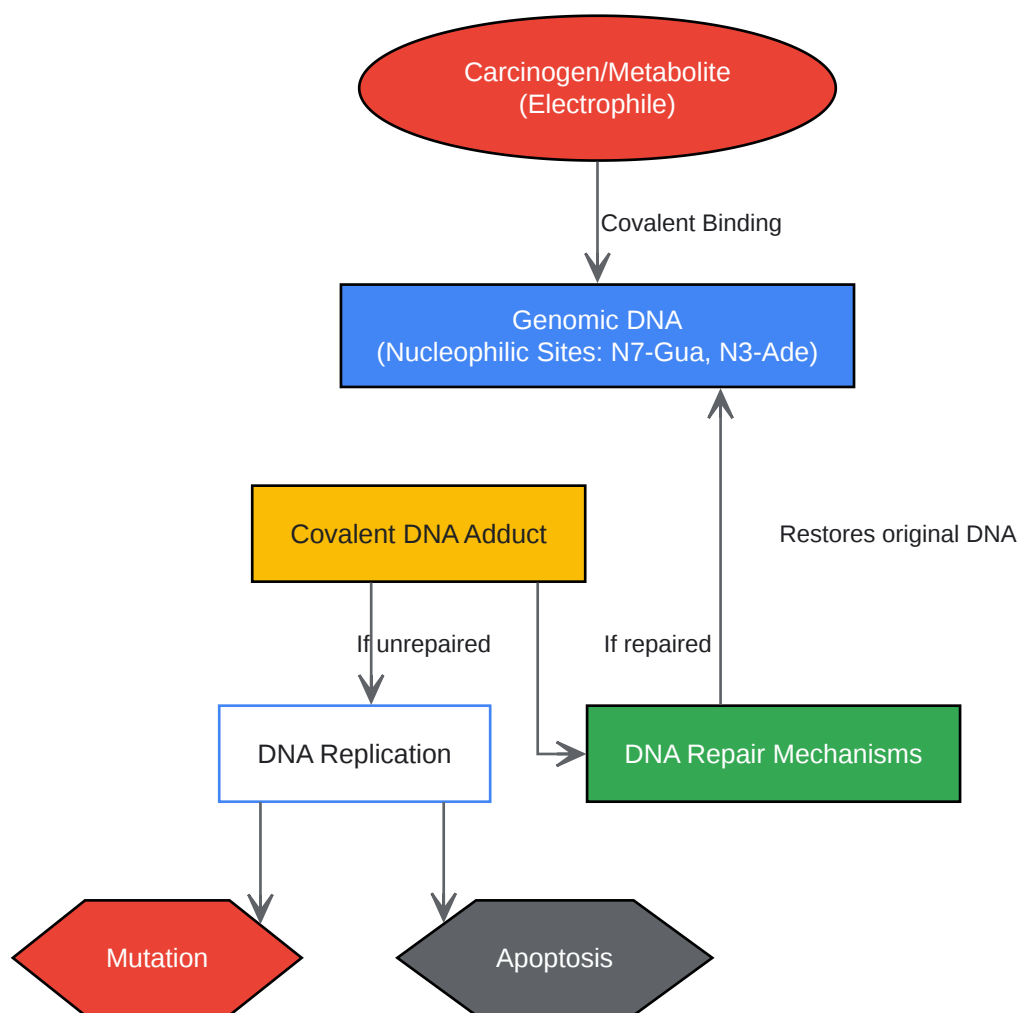 Carcinogen/Metabolite
(Electrophile)
Covalent Binding
Genomic DNA
(Nucleophilic Sites: N7-Gua, N3-Ade)
Covalent DNA Adduct
Restores original DNA
If unrepaired
If repaired
DNA Replication
DNA Repair Mechanisms
Mutation
Apoptosis